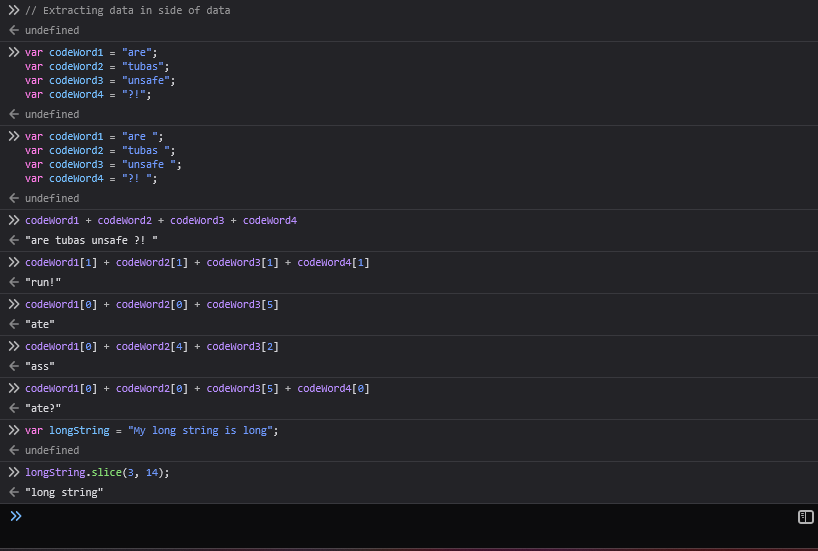 // Extracting data in side of data
undefined
var codeWord1 = "are";
var codeWord2 = "tubas";
var codeWord3 = "unsafe";
var codeWord4 = "?!";
undefined
var codeWord1 = "are ";
var codeWord2 = "tubas ";
var codeWord3 = "unsafe ";
var codeWord4 = "?! ";
undefined
codeWord1 + codeWord2 + codeWord3 + codeWord4
"are tubas unsafe ?! "
codeWord1[1] + codeWord2[1] + codeWord3[1] + codeWord4[1]
"run!"
codeWord1[0] + codeWord2[0] + codeWord3[5]
"ate"
codeWord1[0] + codeWord2[4] + codeWord3[2]
"ass"
codeWord1[0] + codeWord2[0] + codeWord3[5] + codeWord4[0]
"ate?"
var longString = "My long string is long";
undefined
longString.slice(3, 14);
"long string"